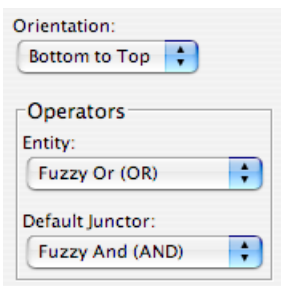 Orientation:
Bottom to Top
Operators
Entity:
Fuzzy Or (OR)
Default Junctor:
Fuzzy And (AND)